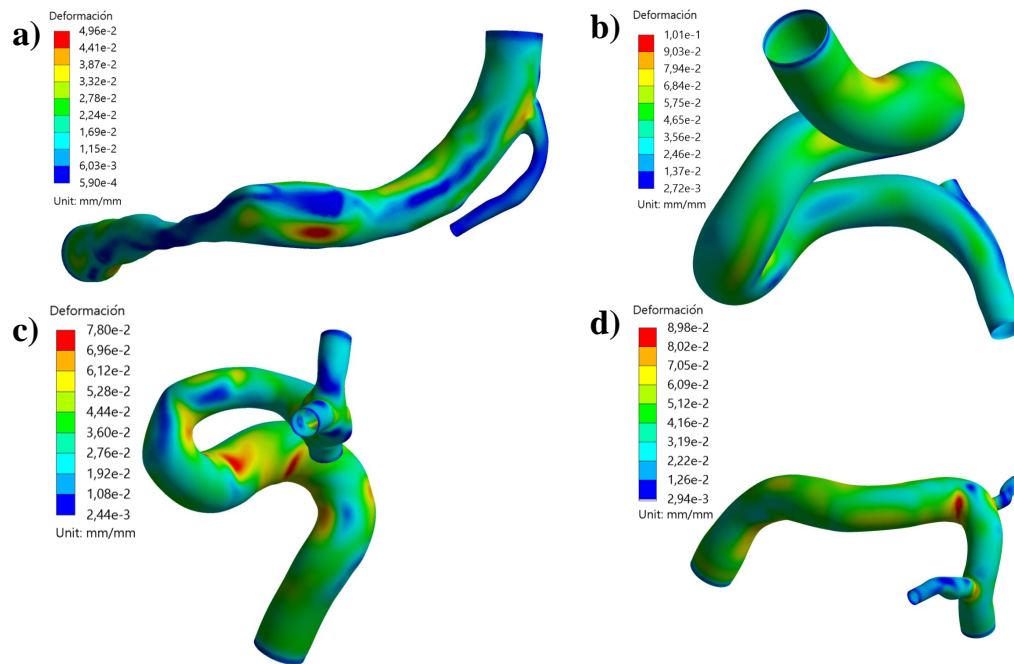 a)
Deformación
4,96e-2
4,41e-2
3,87e-2
3,32e-2
2,78e-2
2,24e-2
1,69e-2
1,15e-2
6,03e-3
5,90e-4
Unit: mm/mm
b)
Deformación
1,01e-1
9,03e-2
7,94e-2
6,84e-2
5,75e-2
4,65e-2
3,56e-2
2,46e-2
1,37e-2
2,72e-3
Unit: mm/mm
c)
Deformación
7,80e-2
6,96e-2
6,12e-2
5,28e-2
4,44e-2
3,60e-2
2,76e-2
1,92e-2
1,08e-2
2,44e-3
Unit: mm/mm
d)
Deformación
8,98e-2
8,02e-2
7,05e-2
6,09e-2
5,12e-2
4,16e-2
3,19e-2
2,22e-2
1,26e-2
2,94e-3
Unit: mm/mm